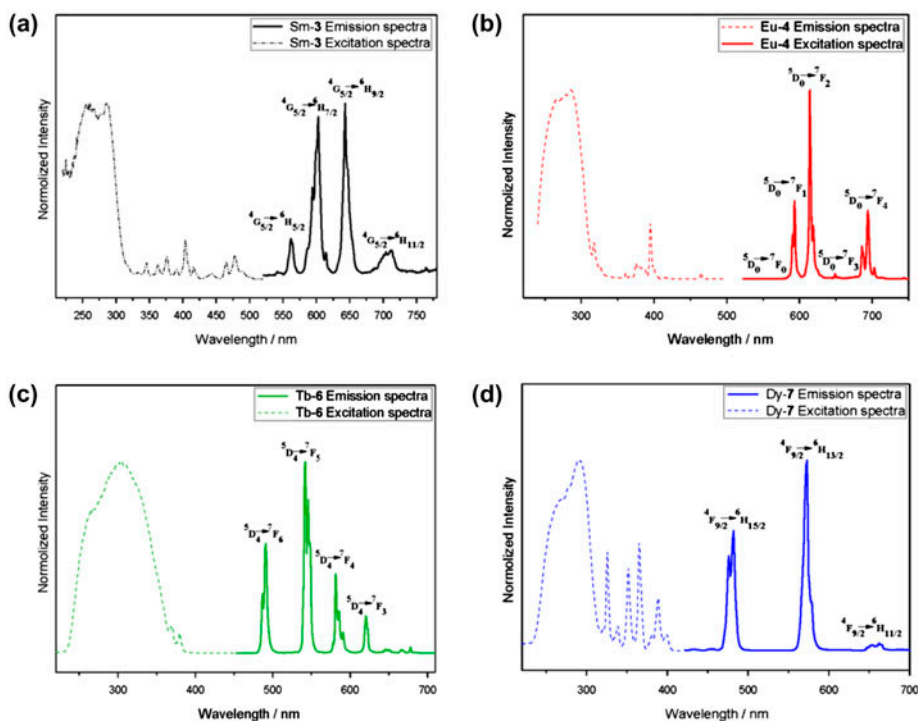 (a)
Sm-3 Emission spectra
Sm-3 Excitation spectra
⁴G₅/₂→⁶H₉/₂
⁴G₅/₂→⁶H₇/₂
⁴G₅/₂→⁶H₅/₂
⁴G₅/₂→⁶H₁₁/₂
Normalized Intensity
250 300 350 400 450 500 550 600 650 700 750
Wavelength / nm
(b)
Eu-4 Emission spectra
Eu-4 Excitation spectra
⁵D₀→⁷F₂
⁵D₀→⁷F₁
⁵D₀→⁷F₄
⁵D₀→⁷F₀
⁵D₀→⁷F₃
Normalized Intensity
300 400 500 600 700
Wavelength / nm
(c)
Tb-6 Emission spectra
Tb-6 Excitation spectra
⁵D₄→⁷F₅
⁵D₄→⁷F₆
⁵D₄→⁷F₄
⁵D₄→⁷F₃
Normolized Intensity
300 400 500 600 700
Wavelength / nm
(d)
Dy-7 Emission spectra
Dy-7 Excitation spectra
⁴F₉/₂→⁶H₁₃/₂
⁴F₉/₂→⁶H₁₅/₂
⁴F₉/₂→⁶H₁₁/₂
Normalized Intensity
300 400 500 600 700
Wavelength / nm